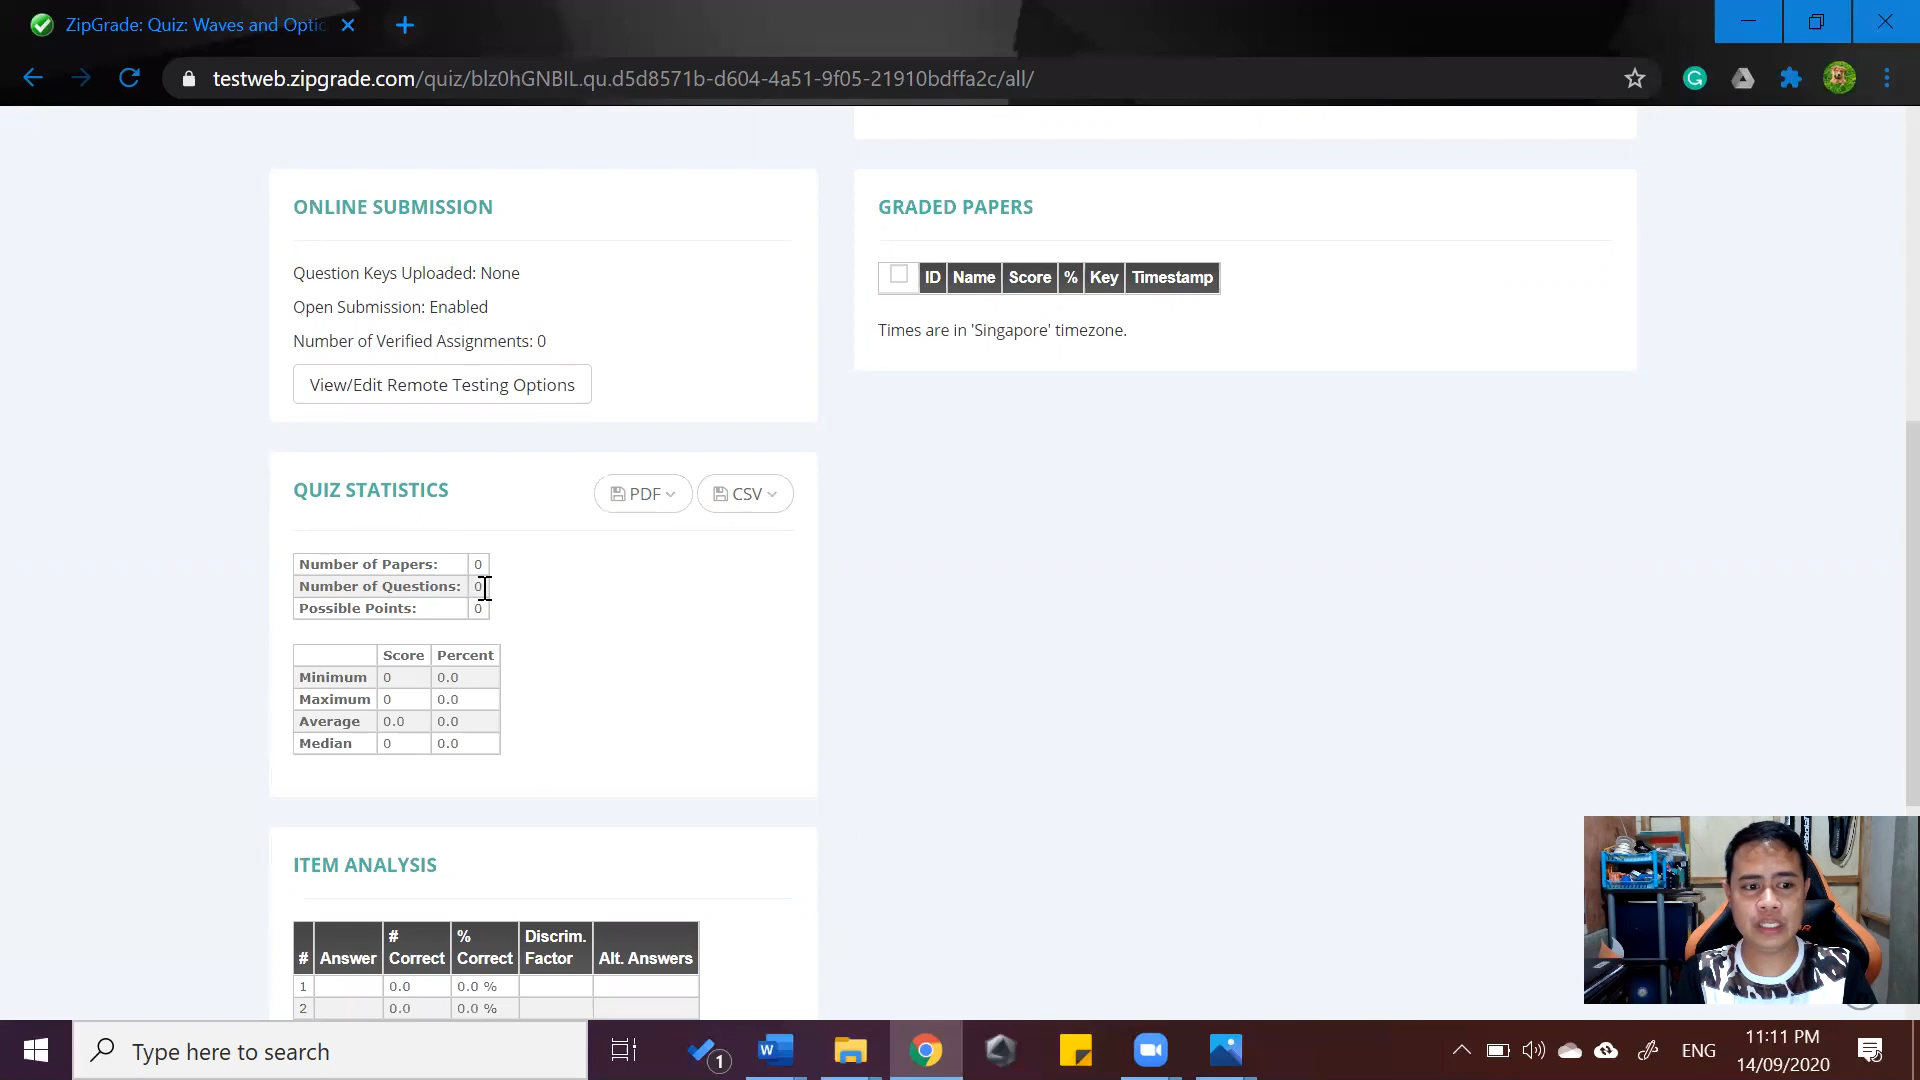 ZipGrade: Quiz: Waves and Optic
testweb.zipgrade.com/quiz/blz0hGNBIL.qu.d5d8571b-d604-4a51-9f05-21910bdffa2c/all/
ONLINE SUBMISSION
Question Keys Uploaded: None
Open Submission: Enabled
Number of Verified Assignments: 0
View/Edit Remote Testing Options
GRADED PAPERS
ID Name Score % Key Timestamp
Times are in 'Singapore' timezone.
QUIZ STATISTICS
PDF CSV
Number of Papers: 0
Number of Questions: 0
Possible Points: 0
Score Percent
Minimum 0 0.0
Maximum 0 0.0
Average 0.0 0.0
Median 0 0.0
ITEM ANALYSIS
# Answer # Correct % Correct Discrim. Factor Alt. Answers
1 0.0 0.0 %
2 0.0 0.0 %
Type here to search
1
ENG
11:11 PM
14/09/2020